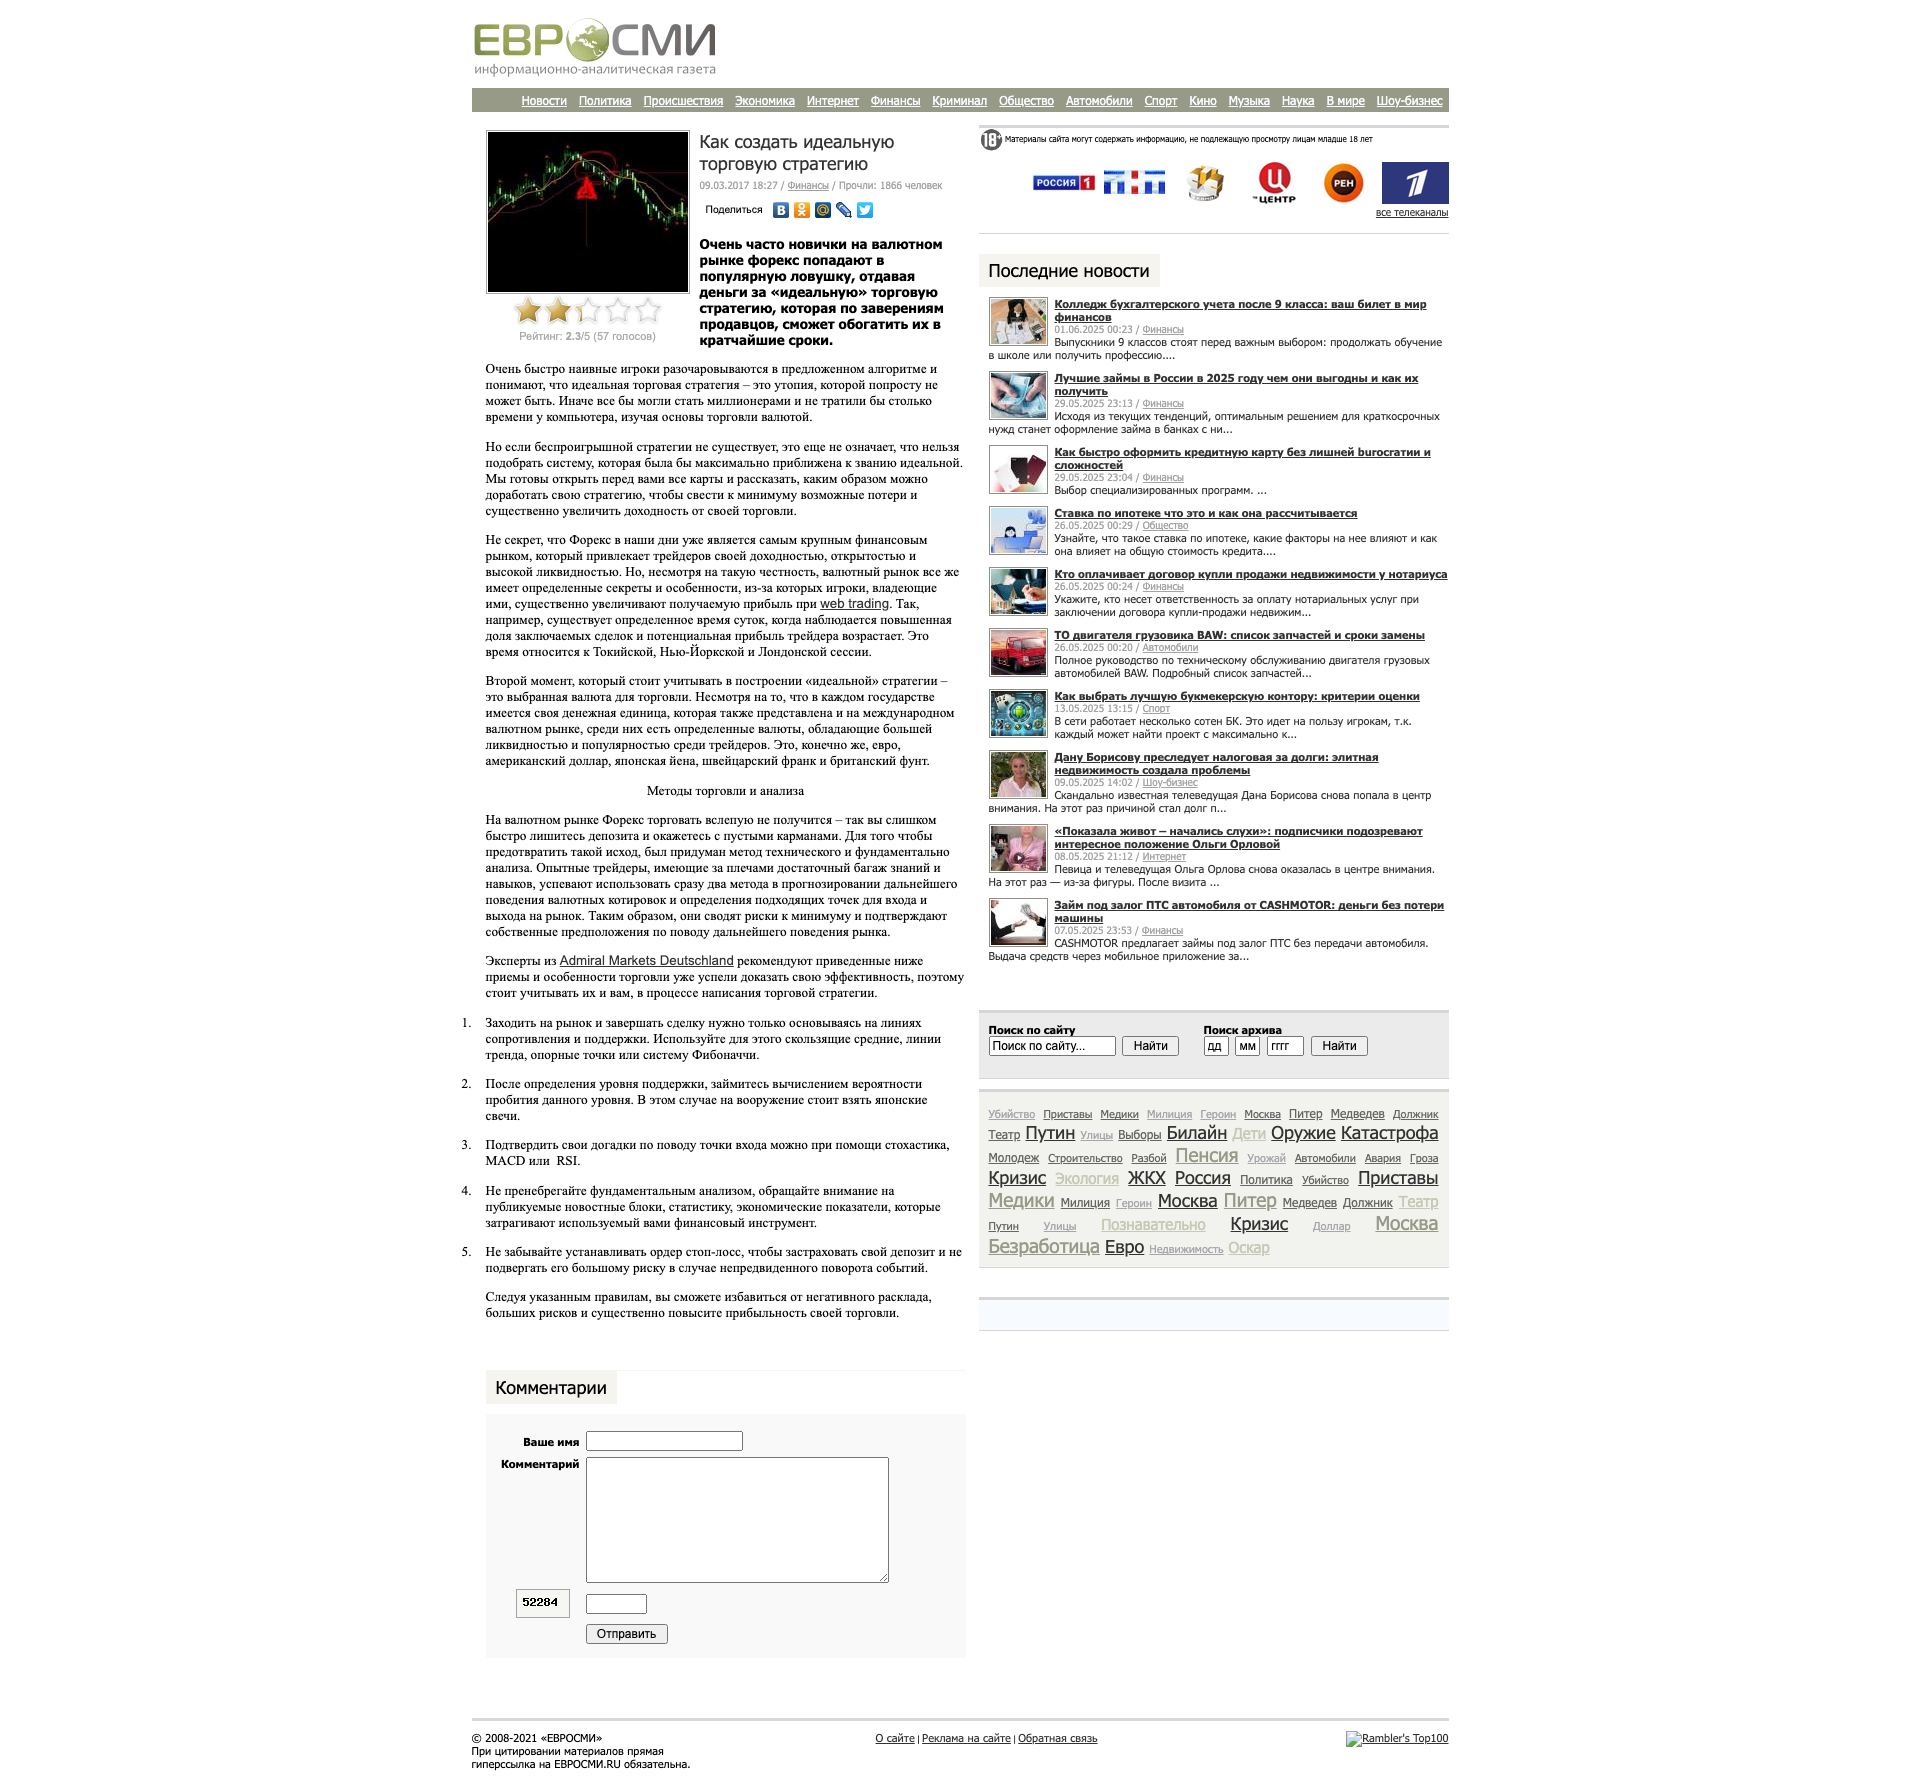 ЕВРОСМИ
информационно-аналитическая газета
Новости Политика Происшествия Экономика Интернет Финансы Криминал Общество Автомобили Спорт Кино Музыка Наука В мире Шоу-бизнес
Как создать идеальную
торговую стратегию
09.03.2017 18:27 / Финансы / Прочли: 1866 человек
Поделиться
Очень часто новички на валютном
рынке форекс попадают в
популярную ловушку, отдавая
деньги за «идеальную» торговую
стратегию, которая по заверениям
продавцов, сможет обогатить их в
кратчайшие сроки.
Рейтинг: 2.3/5 (57 голосов)
Очень быстро наивные игроки разочаровываются в предложенном алгоритме и
понимают, что идеальная торговая стратегия – это утопия, которой попросту не
может быть. Иначе все бы могли стать миллионерами и не тратили бы столько
времени у компьютера, изучая основы торговли валютой.
Но если беспроигрышной стратегии не существует, это еще не означает, что нельзя
подобрать систему, которая была бы максимально приближена к званию идеальной.
Мы готовы открыть перед вами все карты и рассказать, каким образом можно
доработать свою стратегию, чтобы свести к минимуму возможные потери и
существенно увеличить доходность от своей торговли.
Не секрет, что Форекс в наши дни уже является самым крупным финансовым
рынком, который привлекает трейдеров своей доходностью, открытостью и
высокой ликвидностью. Но, несмотря на такую честность, валютный рынок все же
имеет определенные секреты и особенности, из-за которых игроки, владеющие
ими, существенно увеличивают получаемую прибыль при web trading. Так,
например, существует определенное время суток, когда наблюдается повышенная
доля заключаемых сделок и потенциальная прибыль трейдера возрастает. Это
время относится к Токийской, Нью-Йоркской и Лондонской сессии.
Второй момент, который стоит учитывать в построении «идеальной» стратегии –
это выбранная валюта для торговли. Несмотря на то, что в каждом государстве
имеется своя денежная единица, которая также представлена и на международном
валютном рынке, среди них есть определенные валюты, обладающие большей
ликвидностью и популярностью среди трейдеров. Это, конечно же, евро,
американский доллар, японская йена, швейцарский франк и британский фунт.
Методы торговли и анализа
На валютном рынке Форекс торговать вслепую не получится – так вы слишком
быстро лишитесь депозита и окажетесь с пустыми карманами. Для того чтобы
предотвратить такой исход, был придуман метод технического и фундаментально
анализа. Опытные трейдеры, имеющие за плечами достаточный багаж знаний и
навыков, успевают использовать сразу два метода в прогнозировании дальнейшего
поведения валютных котировок и определения подходящих точек для входа и
выхода на рынок. Таким образом, они сводят риски к минимуму и подтверждают
собственные предположения по поводу дальнейшего поведения рынка.
Эксперты из Admiral Markets Deutschland рекомендуют приведенные ниже
приемы и особенности торговли уже успели доказать свою эффективность, поэтому
стоит учитывать их и вам, в процессе написания торговой стратегии.
1. Заходить на рынок и завершать сделку нужно только основываясь на линиях
сопротивления и поддержки. Используйте для этого скользящие средние, линии
тренда, опорные точки или систему Фибоначчи.
2. После определения уровня поддержки, займитесь вычислением вероятности
пробития данного уровня. В этом случае на вооружение стоит взять японские
свечи.
3. Подтвердить свои догадки по поводу точки входа можно при помощи стохастика,
MACD или RSI.
4. Не пренебрегайте фундаментальным анализом, обращайте внимание на
публикуемые новостные блоки, статистику, экономические показатели, которые
затрагивают используемый вами финансовый инструмент.
5. Не забывайте устанавливать ордер стоп-лосс, чтобы застраховать свой депозит и не
подвергать его большому риску в случае непредвиденного поворота событий.
Следуя указанным правилам, вы сможете избавиться от негативного расклада,
больших рисков и существенно повысите прибыльность своей торговли.
Комментарии
Ваше имя
Комментарий
52284
Отправить
18+ Материалы сайта могут содержать информацию, не подлежащую просмотру лицам младше 18 лет
РОССИЯ 1
ТВ ЦЕНТР
РЕН
все телеканалы
Последние новости
Колледж бухгалтерского учета после 9 класса: ваш билет в мир
финансов
01.06.2025 00:23 / Финансы
Выпускники 9 классов стоят перед важным выбором: продолжать обучение
в школе или получить профессию....
Лучшие займы в России в 2025 году чем они выгодны и как их
получить
29.05.2025 23:13 / Финансы
Исходя из текущих тенденций, оптимальным решением для краткосрочных
нужд станет оформление займа в банках с ни...
Как быстро оформить кредитную карту без лишней bигосгатии и
сложностей
29.05.2025 23:04 / Финансы
Выбор специализированных программ. ...
Ставка по ипотеке что это и как она рассчитывается
26.05.2025 00:29 / Общество
Узнайте, что такое ставка по ипотеке, какие факторы на нее влияют и как
она влияет на общую стоимость кредита....
Кто оплачивает договор купли продажи недвижимости у нотариуса
26.05.2025 00:24 / Финансы
Укажите, кто несет ответственность за оплату нотариальных услуг при
заключении договора купли-продажи недвижим...
ТО двигателя грузовика BAW: список запчастей и сроки замены
26.05.2025 00:20 / Автомобили
Полное руководство по техническому обслуживанию двигателя грузовых
автомобилей BAW. Подробный список запчастей...
Как выбрать лучшую букмекерскую контору: критерии оценки
13.05.2025 13:15 / Спорт
В сети работает несколько сотен БК. Это идет на пользу игрокам, т.к.
каждый может найти проект с максимально к...
Дану Борисову преследует налоговая за долги: элитная
недвижимость создала проблемы
09.05.2025 14:02 / Шоу-бизнес
Скандально известная телеведущая Дана Борисова снова попала в центр
внимания. На этот раз причиной стал долг п...
«Показала живот – начались слухи»: подписчики подозревают
интересное положение Ольги Орловой
08.05.2025 21:12 / Интернет
Певица и телеведущая Ольга Орлова снова оказалась в центре внимания.
На этот раз — из-за фигуры. После визита ...
Займ под залог ПТС автомобиля от CASHMOTOR: деньги без потери
машины
07.05.2025 23:53 / Финансы
CASHMOTOR предлагает займы под залог ПТС без передачи автомобиля.
Выдача средств через мобильное приложение за...
Поиск по сайту
Поиск по сайту... Найти
Поиск архива
дд мм гггг Найти
Убийство Приставы Медики Милиция Героин Москва Питер Медведев Должник
Театр Путин Улицы Выборы Билайн Дети Оружие Катастрофа
Молодеж Строительство Разбой Пенсия Урожай Автомобили Авария Гроза
Кризис Экология ЖКХ Россия Политика Убийство Приставы
Медики Милиция Героин Москва Питер Медведев Должник Театр
Путин Улицы Познавательно Кризис Доллар Москва
Безработица Евро Недвижимость Оскар
© 2008-2021 «ЕВРОСМИ»
При цитировании материалов прямая
гиперссылка на ЕВРОСМИ.RU обязательна.
О сайте | Реклама на сайте | Обратная связь
Rambler's Top100